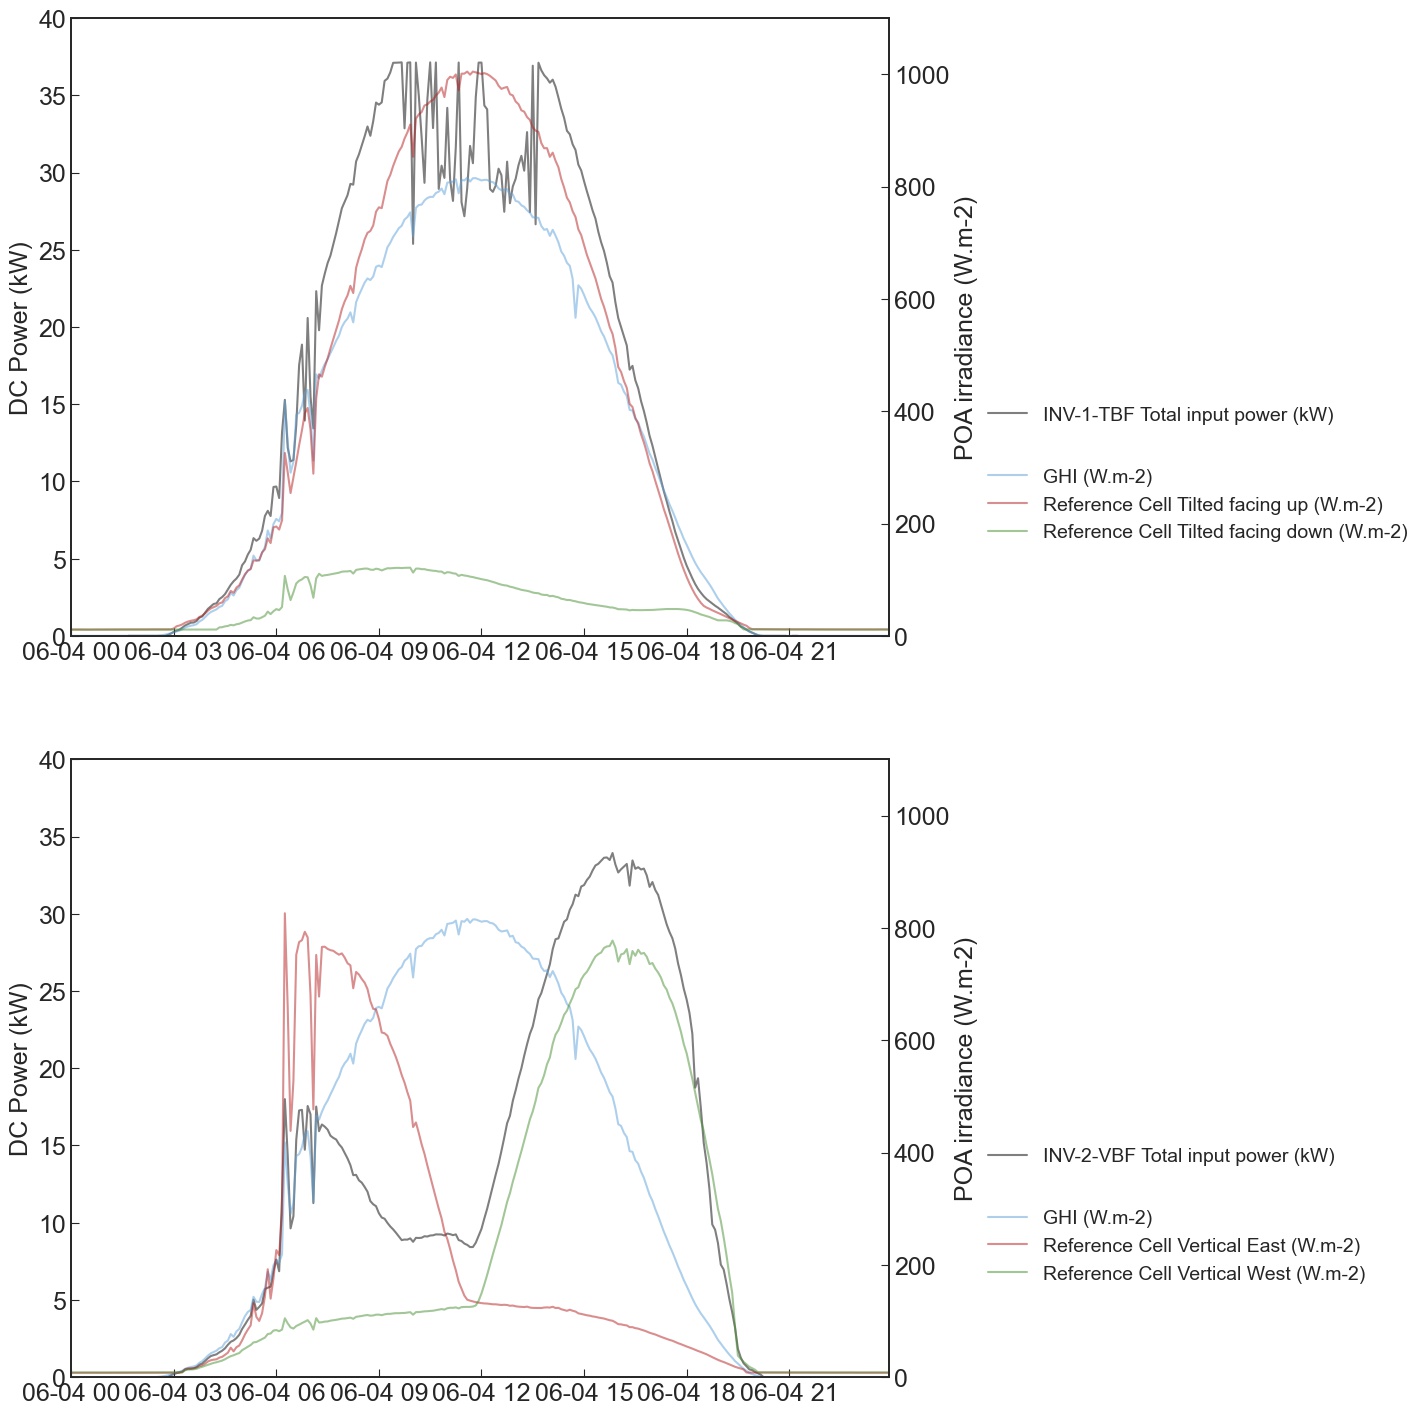 40
35
30
25
20
15
10
5
0
DC Power (kW)
1000
800
600
400
200
0
POA irradiance (W.m-2)
06-04 00 06-04 03 06-04 06 06-04 09 06-04 12 06-04 15 06-04 18 06-04 21
INV-1-TBF Total input power (kW)
GHI (W.m-2)
Reference Cell Tilted facing up (W.m-2)
Reference Cell Tilted facing down (W.m-2)
40
35
30
25
20
15
10
5
0
DC Power (kW)
1000
800
600
400
200
0
POA irradiance (W.m-2)
06-04 00 06-04 03 06-04 06 06-04 09 06-04 12 06-04 15 06-04 18 06-04 21
INV-2-VBF Total input power (kW)
GHI (W.m-2)
Reference Cell Vertical East (W.m-2)
Reference Cell Vertical West (W.m-2)